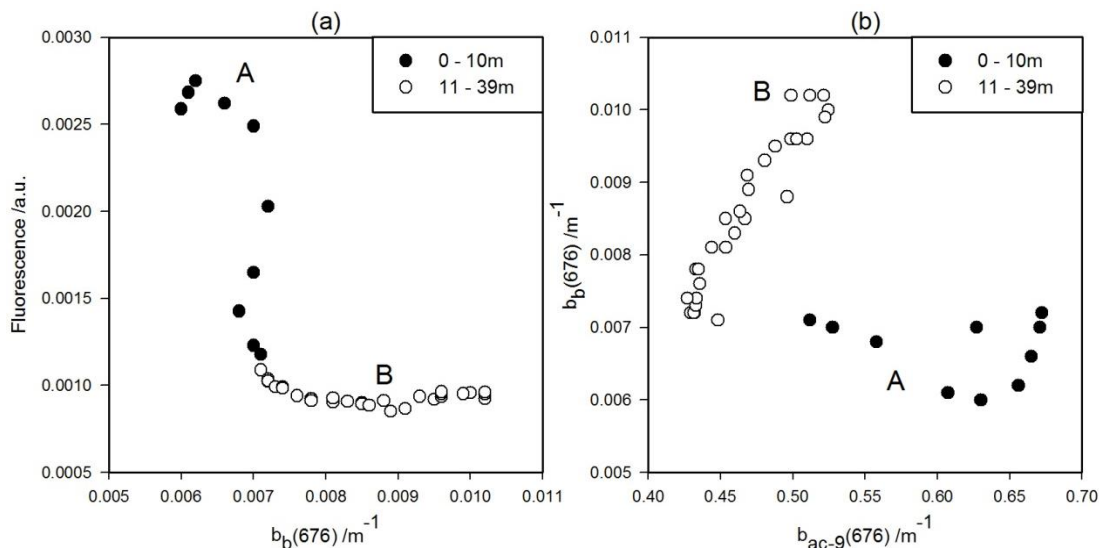 (a)
0.0030
0.0025
0.0020
0.0015
0.0010
0.0005
Fluorescence /a.u.
A
B
0 - 10m
11 - 39m
0.005 0.006 0.007 0.008 0.009 0.010 0.011
b_b(676) /m^-1
(b)
0.011
0.010
0.009
0.008
0.007
0.006
0.005
b_b(676) /m^-1
B
A
0 - 10m
11 - 39m
0.40 0.45 0.50 0.55 0.60 0.65 0.70
b_ac-9(676) /m^-1